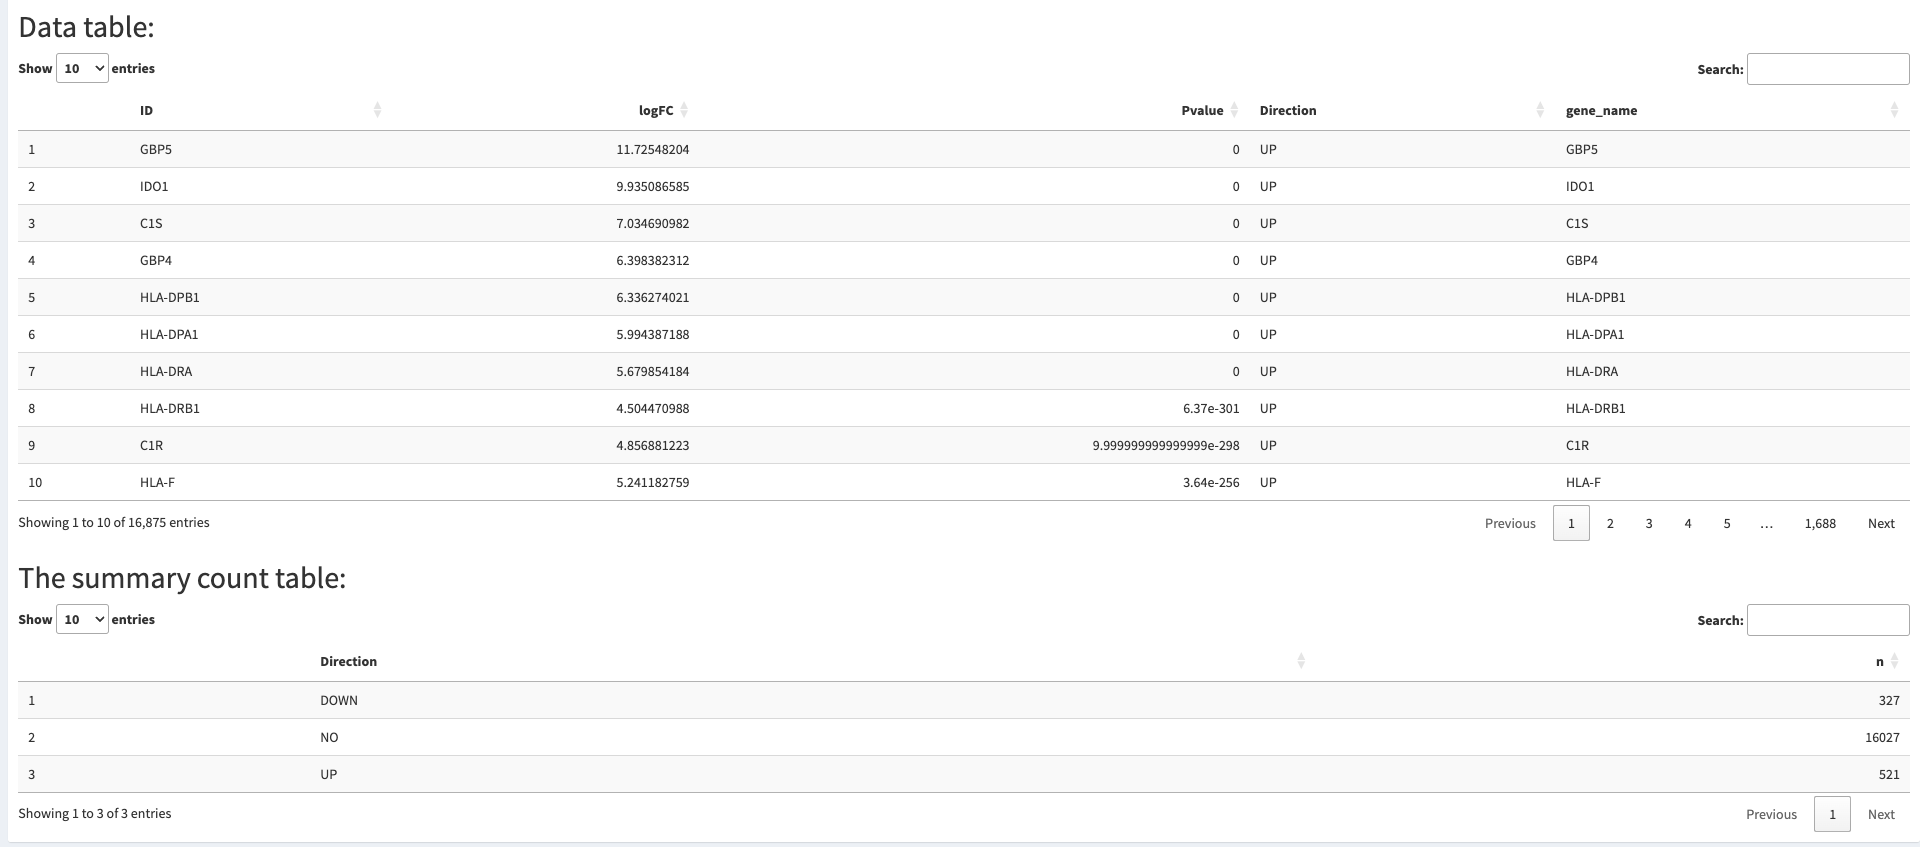 Data table:
Show 10 entries Search:
ID logFC Pvalue Direction gene_name
1 GBP5 11.72548204 0 UP GBP5
2 IDO1 9.935086585 0 UP IDO1
3 C1S 7.034690982 0 UP C1S
4 GBP4 6.398382312 0 UP GBP4
5 HLA-DPB1 6.336274021 0 UP HLA-DPB1
6 HLA-DPA1 5.994387188 0 UP HLA-DPA1
7 HLA-DRA 5.679854184 0 UP HLA-DRA
8 HLA-DRB1 4.504470988 6.37e-301 UP HLA-DRB1
9 C1R 4.856881223 9.999999999999999e-298 UP C1R
10 HLA-F 5.241182759 3.64e-256 UP HLA-F
Showing 1 to 10 of 16,875 entries Previous 1 2 3 4 5 … 1,688 Next
The summary count table:
Show 10 entries Search:
Direction n
1 DOWN 327
2 NO 16027
3 UP 521
Showing 1 to 3 of 3 entries Previous 1 Next